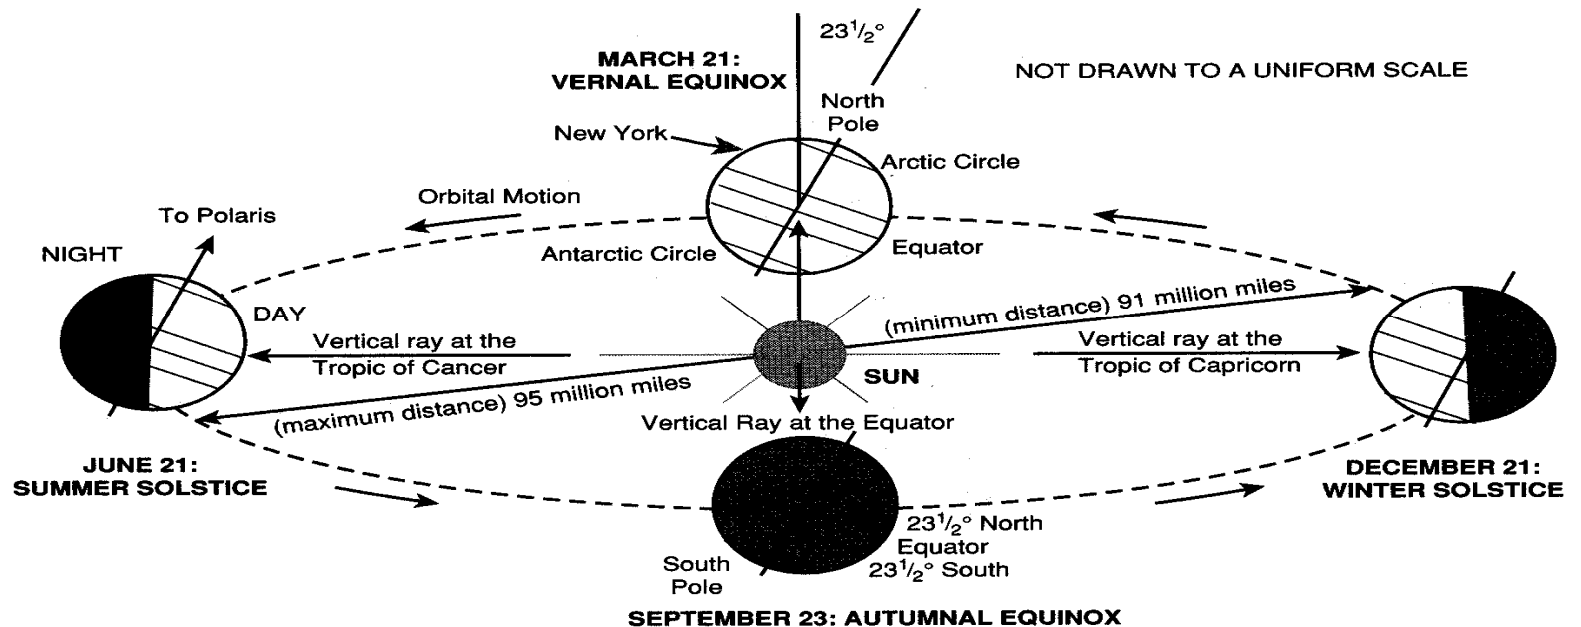 23½°
MARCH 21:
VERNAL EQUINOX
NOT DRAWN TO A UNIFORM SCALE
North
Pole
New York
Arctic Circle
Orbital Motion
To Polaris
NIGHT
Antarctic Circle
Equator
DAY
(minimum distance) 91 million miles
Vertical ray at the
Tropic of Cancer
Vertical ray at the
Tropic of Capricorn
SUN
(maximum distance) 95 million miles
Vertical Ray at the Equator
JUNE 21:
SUMMER SOLSTICE
DECEMBER 21:
WINTER SOLSTICE
23½° North
Equator
23½° South
South
Pole
SEPTEMBER 23: AUTUMNAL EQUINOX